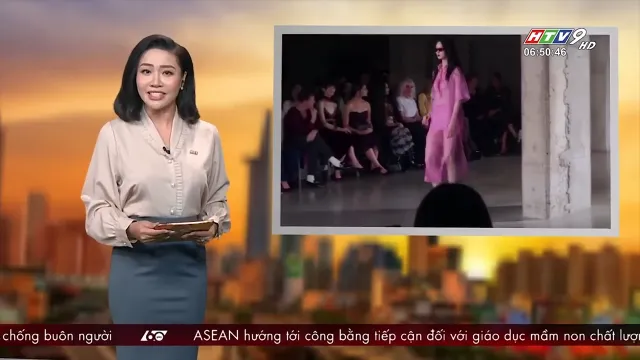 HTV9 HD
06:50:46
chống buôn người 60 ASEAN hướng tới công bằng tiếp cận đối với giáo dục mầm non chất lượ